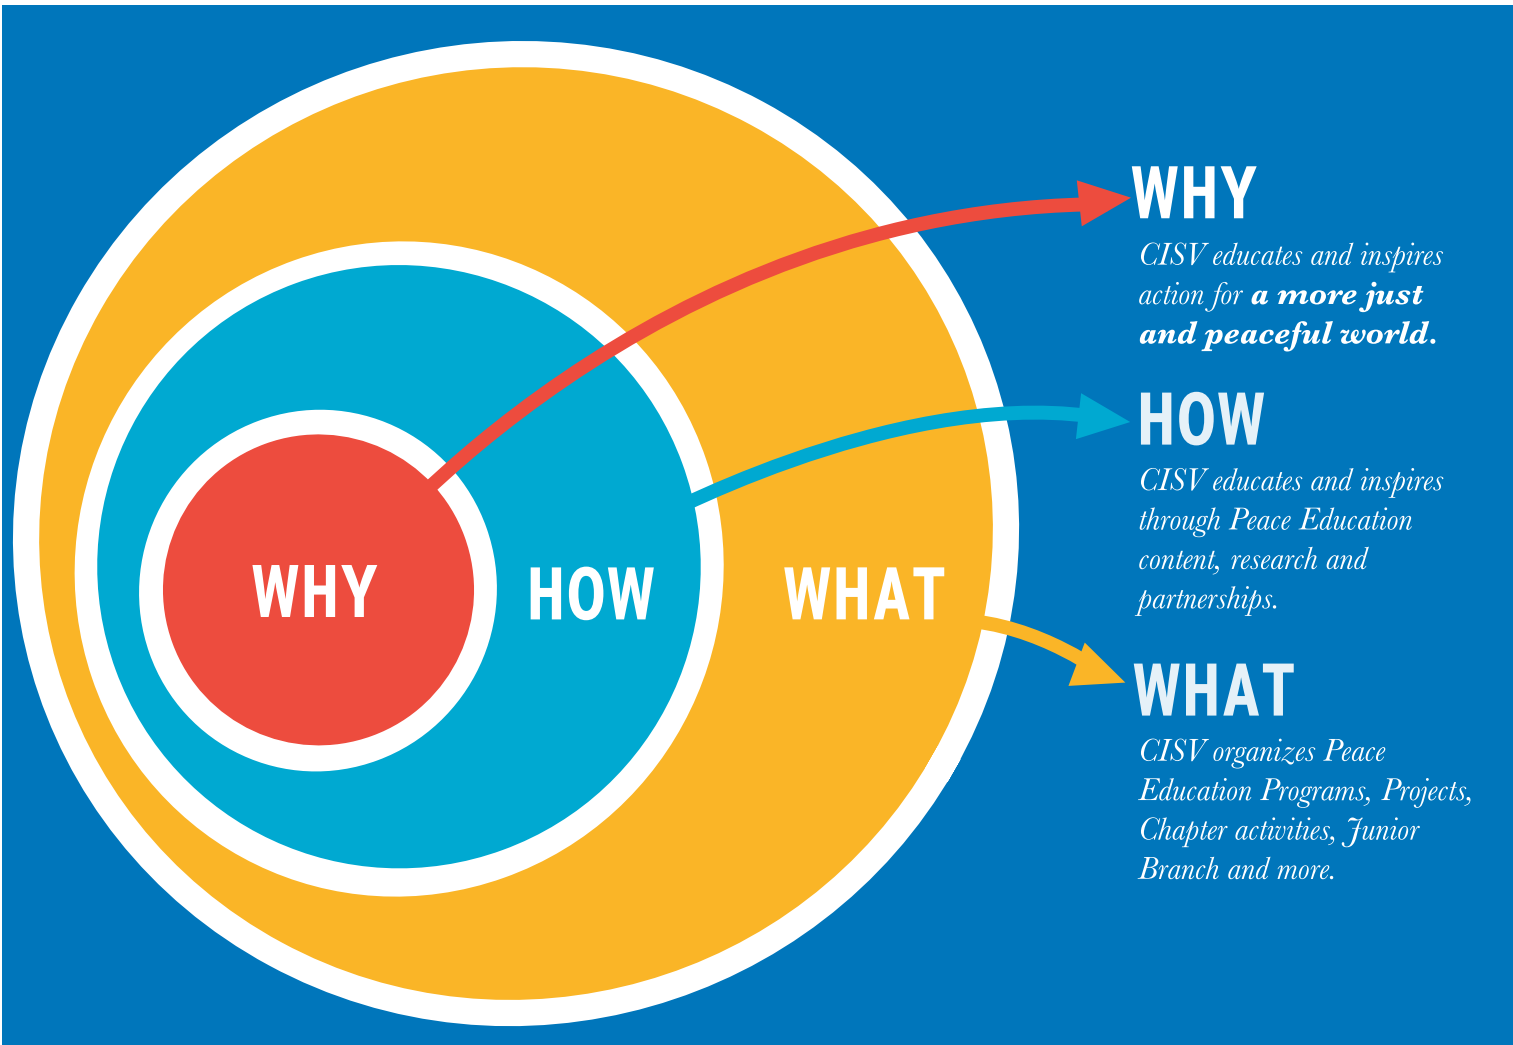 WHY
HOW
WHAT
WHY
CISV educates and inspires
action for a more just
and peaceful world.
HOW
CISV educates and inspires
through Peace Education
content, research and
partnerships.
WHAT
CISV organizes Peace
Education Programs, Projects,
Chapter activities, Junior
Branch and more.